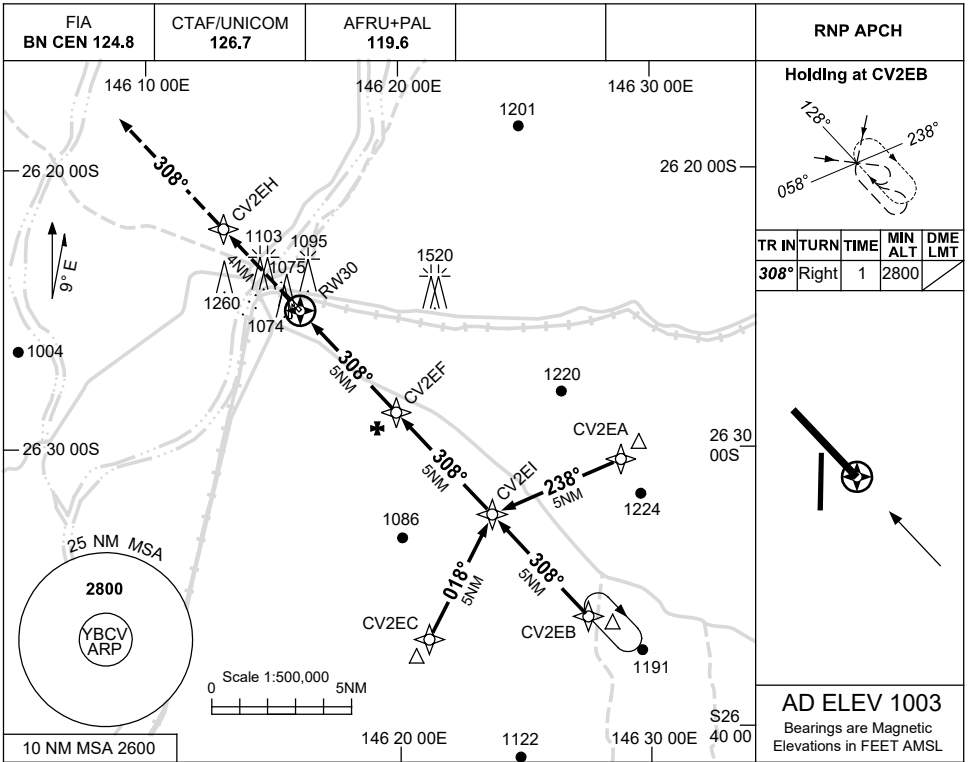 FIA
BN CEN 124.8
CTAF/UNICOM
126.7
AFRU+PAL
119.6
RNP APCH
146 10 00E
146 20 00E
146 30 00E
1201
26 20 00S
26 20 00S
308°
CV2EH
9° E
4NM
1103
1095
1075
1260
1074
RW30
1520
1004
308°
5NM
CV2EF
1220
26 30 00S
CV2EA
26 30
00S
308°
5NM
CV2EI
238°
5NM
1224
1086
25 NM MSA
2800
YBCV
ARP
018°
5NM
308°
5NM
CV2EC
CV2EB
1191
Scale 1:500,000
0
5NM
S26
40 00
146 20 00E
146 30 00E
1122
10 NM MSA 2600
Holding at CV2EB
128°
238°
058°
TR IN
TURN
TIME
MIN
ALT
DME
LMT
308°
Right
1
2800
AD ELEV 1003
Bearings are Magnetic
Elevations in FEET AMSL